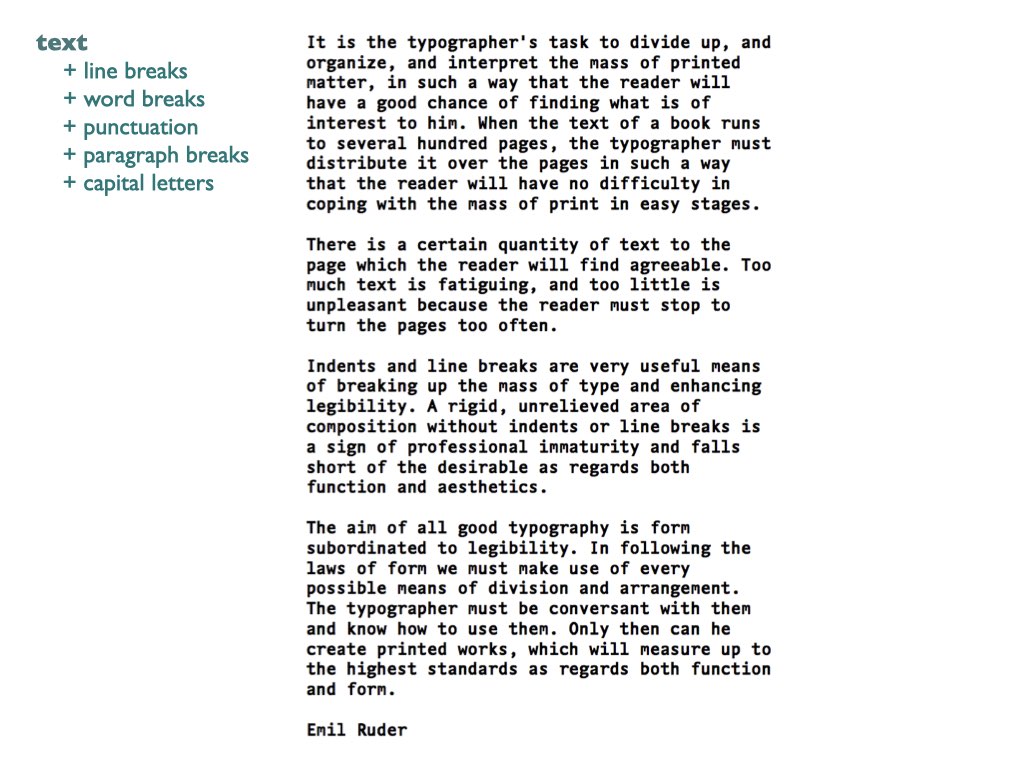 text
+ line breaks
+ word breaks
+ punctuation
+ paragraph breaks
+ capital letters
It is the typographer's task to divide up, and
organize, and interpret the mass of printed
matter, in such a way that the reader will
have a good chance of finding what is of
interest to him. When the text of a book runs
to several hundred pages, the typographer must
distribute it over the pages in such a way
that the reader will have no difficulty in
coping with the mass of print in easy stages.
There is a certain quantity of text to the
page which the reader will find agreeable. Too
much text is fatiguing, and too little is
unpleasant because the reader must stop to
turn the pages too often.
Indents and line breaks are very useful means
of breaking up the mass of type and enhancing
legibility. A rigid, unrelieved area of
composition without indents or line breaks is
a sign of professional immaturity and falls
short of the desirable as regards both
function and aesthetics.
The aim of all good typography is form
subordinated to legibility. In following the
laws of form we must make use of every
possible means of division and arrangement.
The typographer must be conversant with them
and know how to use them. Only then can he
create printed works, which will measure up to
the highest standards as regards both function
and form.
Emil Ruder